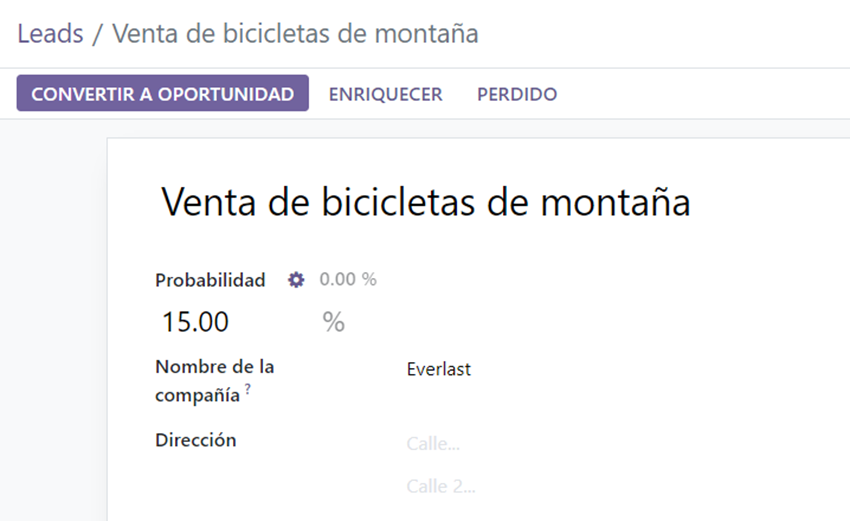 Leads / Venta de bicicletas de montaña
CONVERTIR A OPORTUNIDAD ENRIQUECER PERDIDO
Venta de bicicletas de montaña
Probabilidad 0.00 %
15.00 %
Nombre de la
compañía ? Everlast
Dirección Calle...
Calle 2...